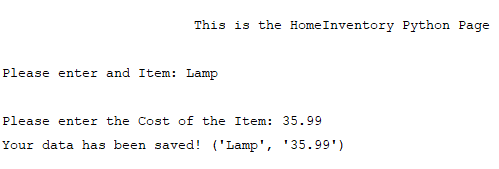 This is the HomeInventory Python Page
Please enter and Item: Lamp
Please enter the Cost of the Item: 35.99
Your data has been saved! ('Lamp', '35.99')